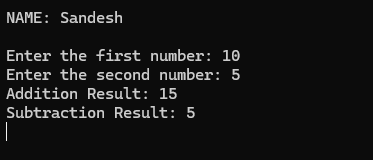 NAME: Sandesh
Enter the first number: 10
Enter the second number: 5
Addition Result: 15
Subtraction Result: 5